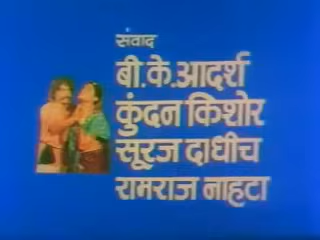 संवाद
बी.के.आदर्श
कुंदन किशोर
सूरज दाधीच
रामराज नाहटा